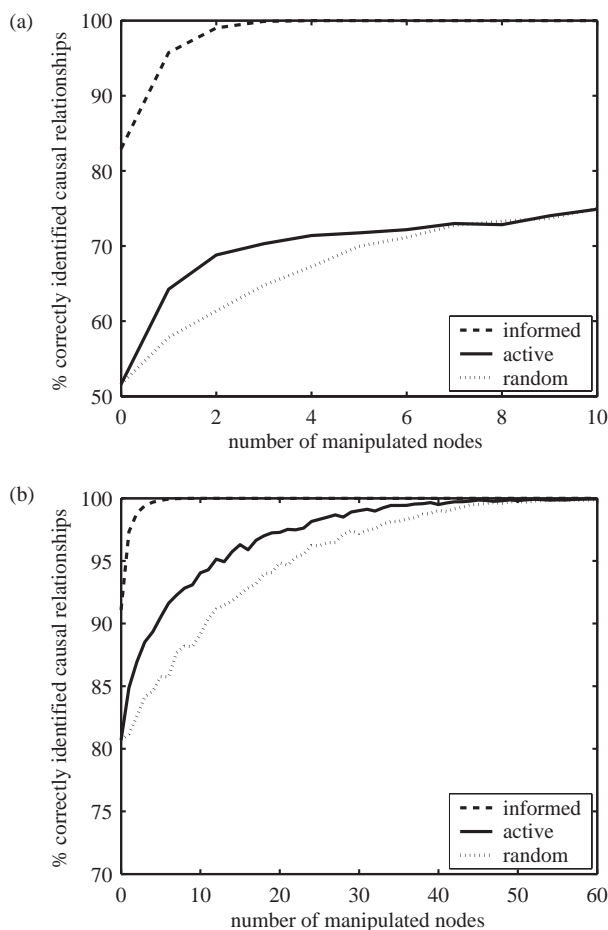 (a)
100
90
80
70
60
50
% correctly identified causal relationships
0 2 4 6 8 10
number of manipulated nodes
informed
active
random
(b)
100
95
90
85
80
75
70
% correctly identified causal relationships
0 10 20 30 40 50 60
number of manipulated nodes
informed
active
random